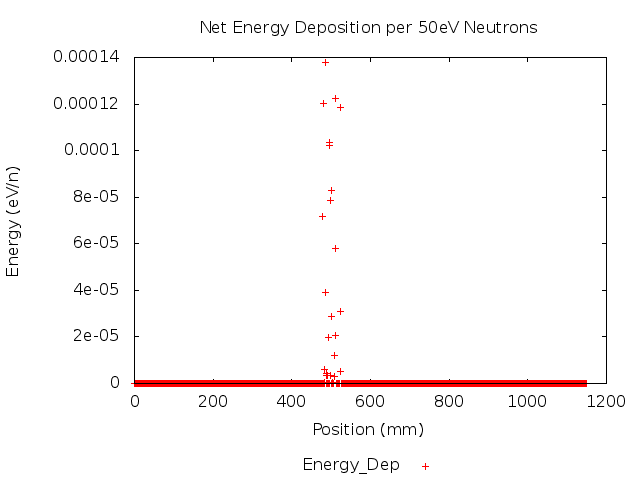 Net Energy Deposition per 50eV Neutrons
0.00014
0.00012
0.0001
8e-05
6e-05
4e-05
2e-05
0
Energy (eV/n)
0 200 400 600 800 1000 1200
Position (mm)
Energy_Dep